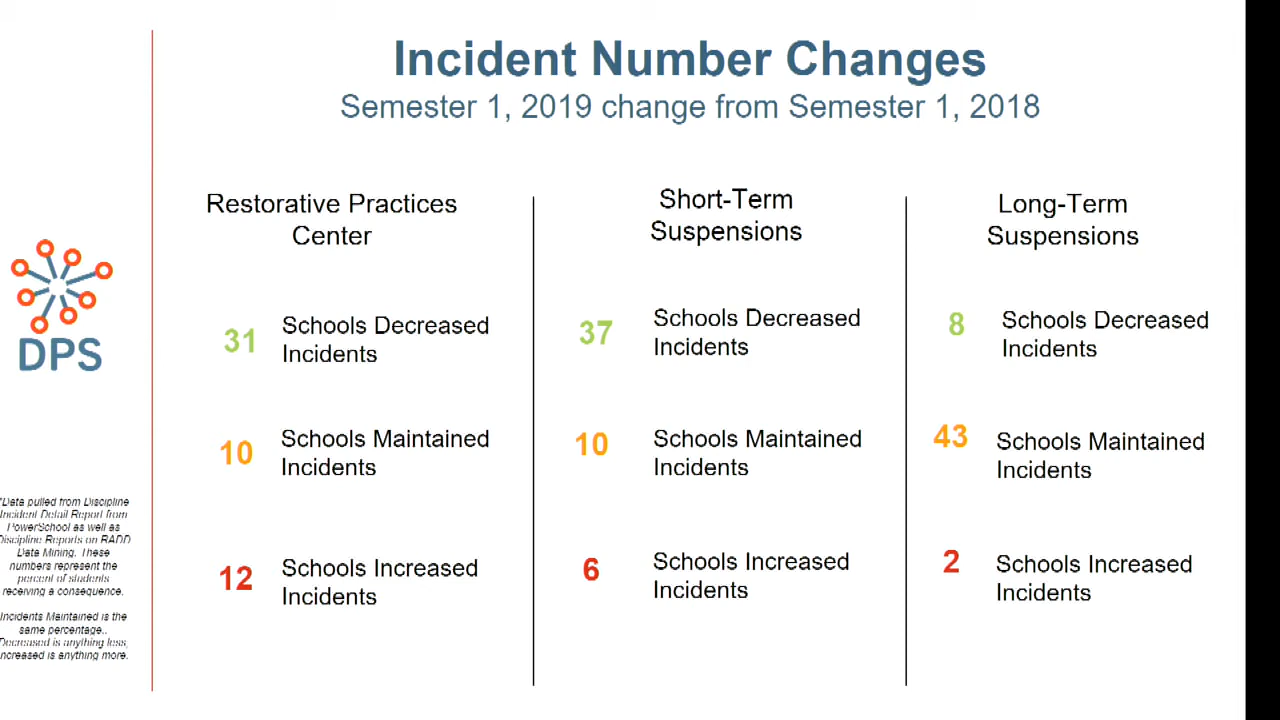 Incident Number Changes
Semester 1, 2019 change from Semester 1, 2018
Restorative Practices
Center
31
Schools Decreased
Incidents
10
Schools Maintained
Incidents
12
Schools Increased
Incidents
Short-Term
Suspensions
37
Schools Decreased
Incidents
10
Schools Maintained
Incidents
6
Schools Increased
Incidents
Long-Term
Suspensions
8
Schools Decreased
Incidents
43
Schools Maintained
Incidents
2
Schools Increased
Incidents
DPS
*Data pulled from Discipline
Incident Detail Report from
PowerSchool as well as
Discipline Reports on RADD
Data Mining. These
numbers represent the
percent of students
receiving a consequence.
Incidents Maintained is the
same percentage..
Decreased is anything less,
increased is anything more.